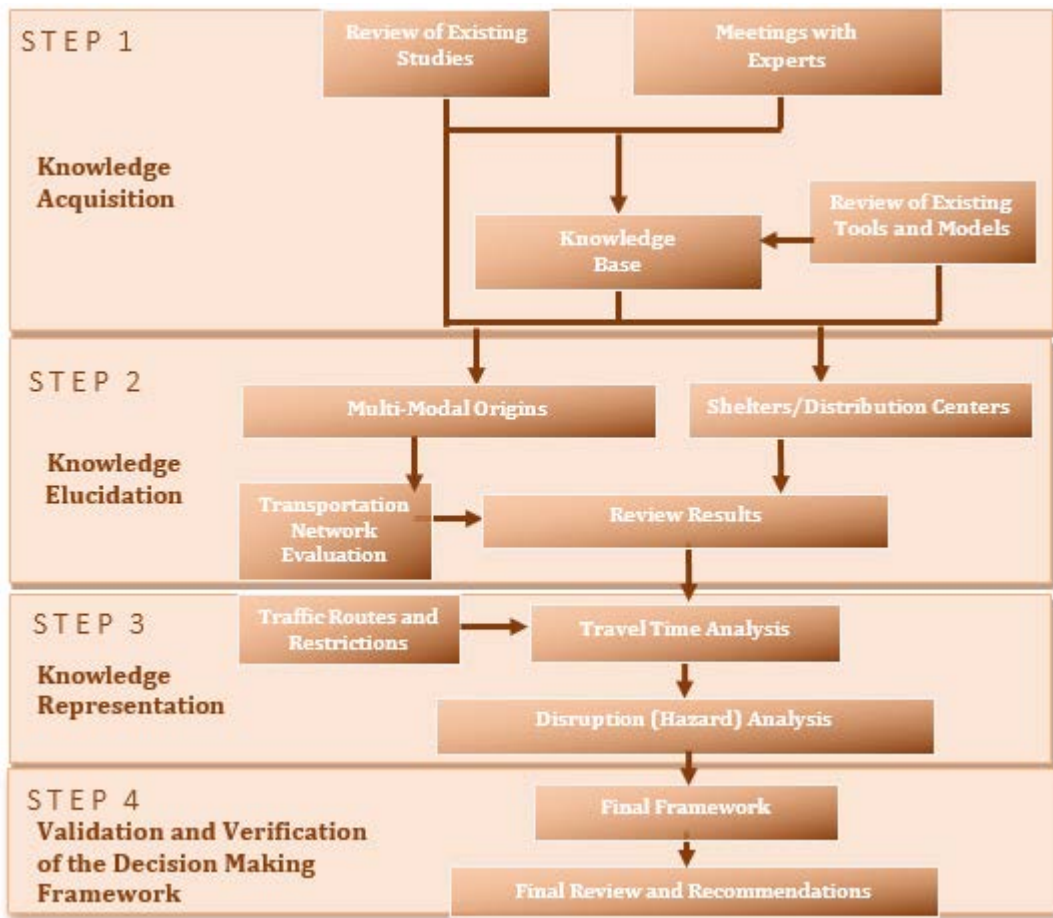 STEP 1
Review of Existing
Studies
Meetings with
Experts
Knowledge
Acquisition
Review of Existing
Tools and Models
Knowledge
Base
STEP 2
Multi-Modal Origins
Shelters/Distribution Centers
Knowledge
Elucidation
Transportation
Network
Evaluation
Review Results
STEP 3
Traffic Routes and
Restrictions
Travel Time Analysis
Knowledge
Representation
Disruption (Hazard) Analysis
STEP 4
Final Framework
Validation and Verification
of the Decision Making
Framework
Final Review and Recommendations